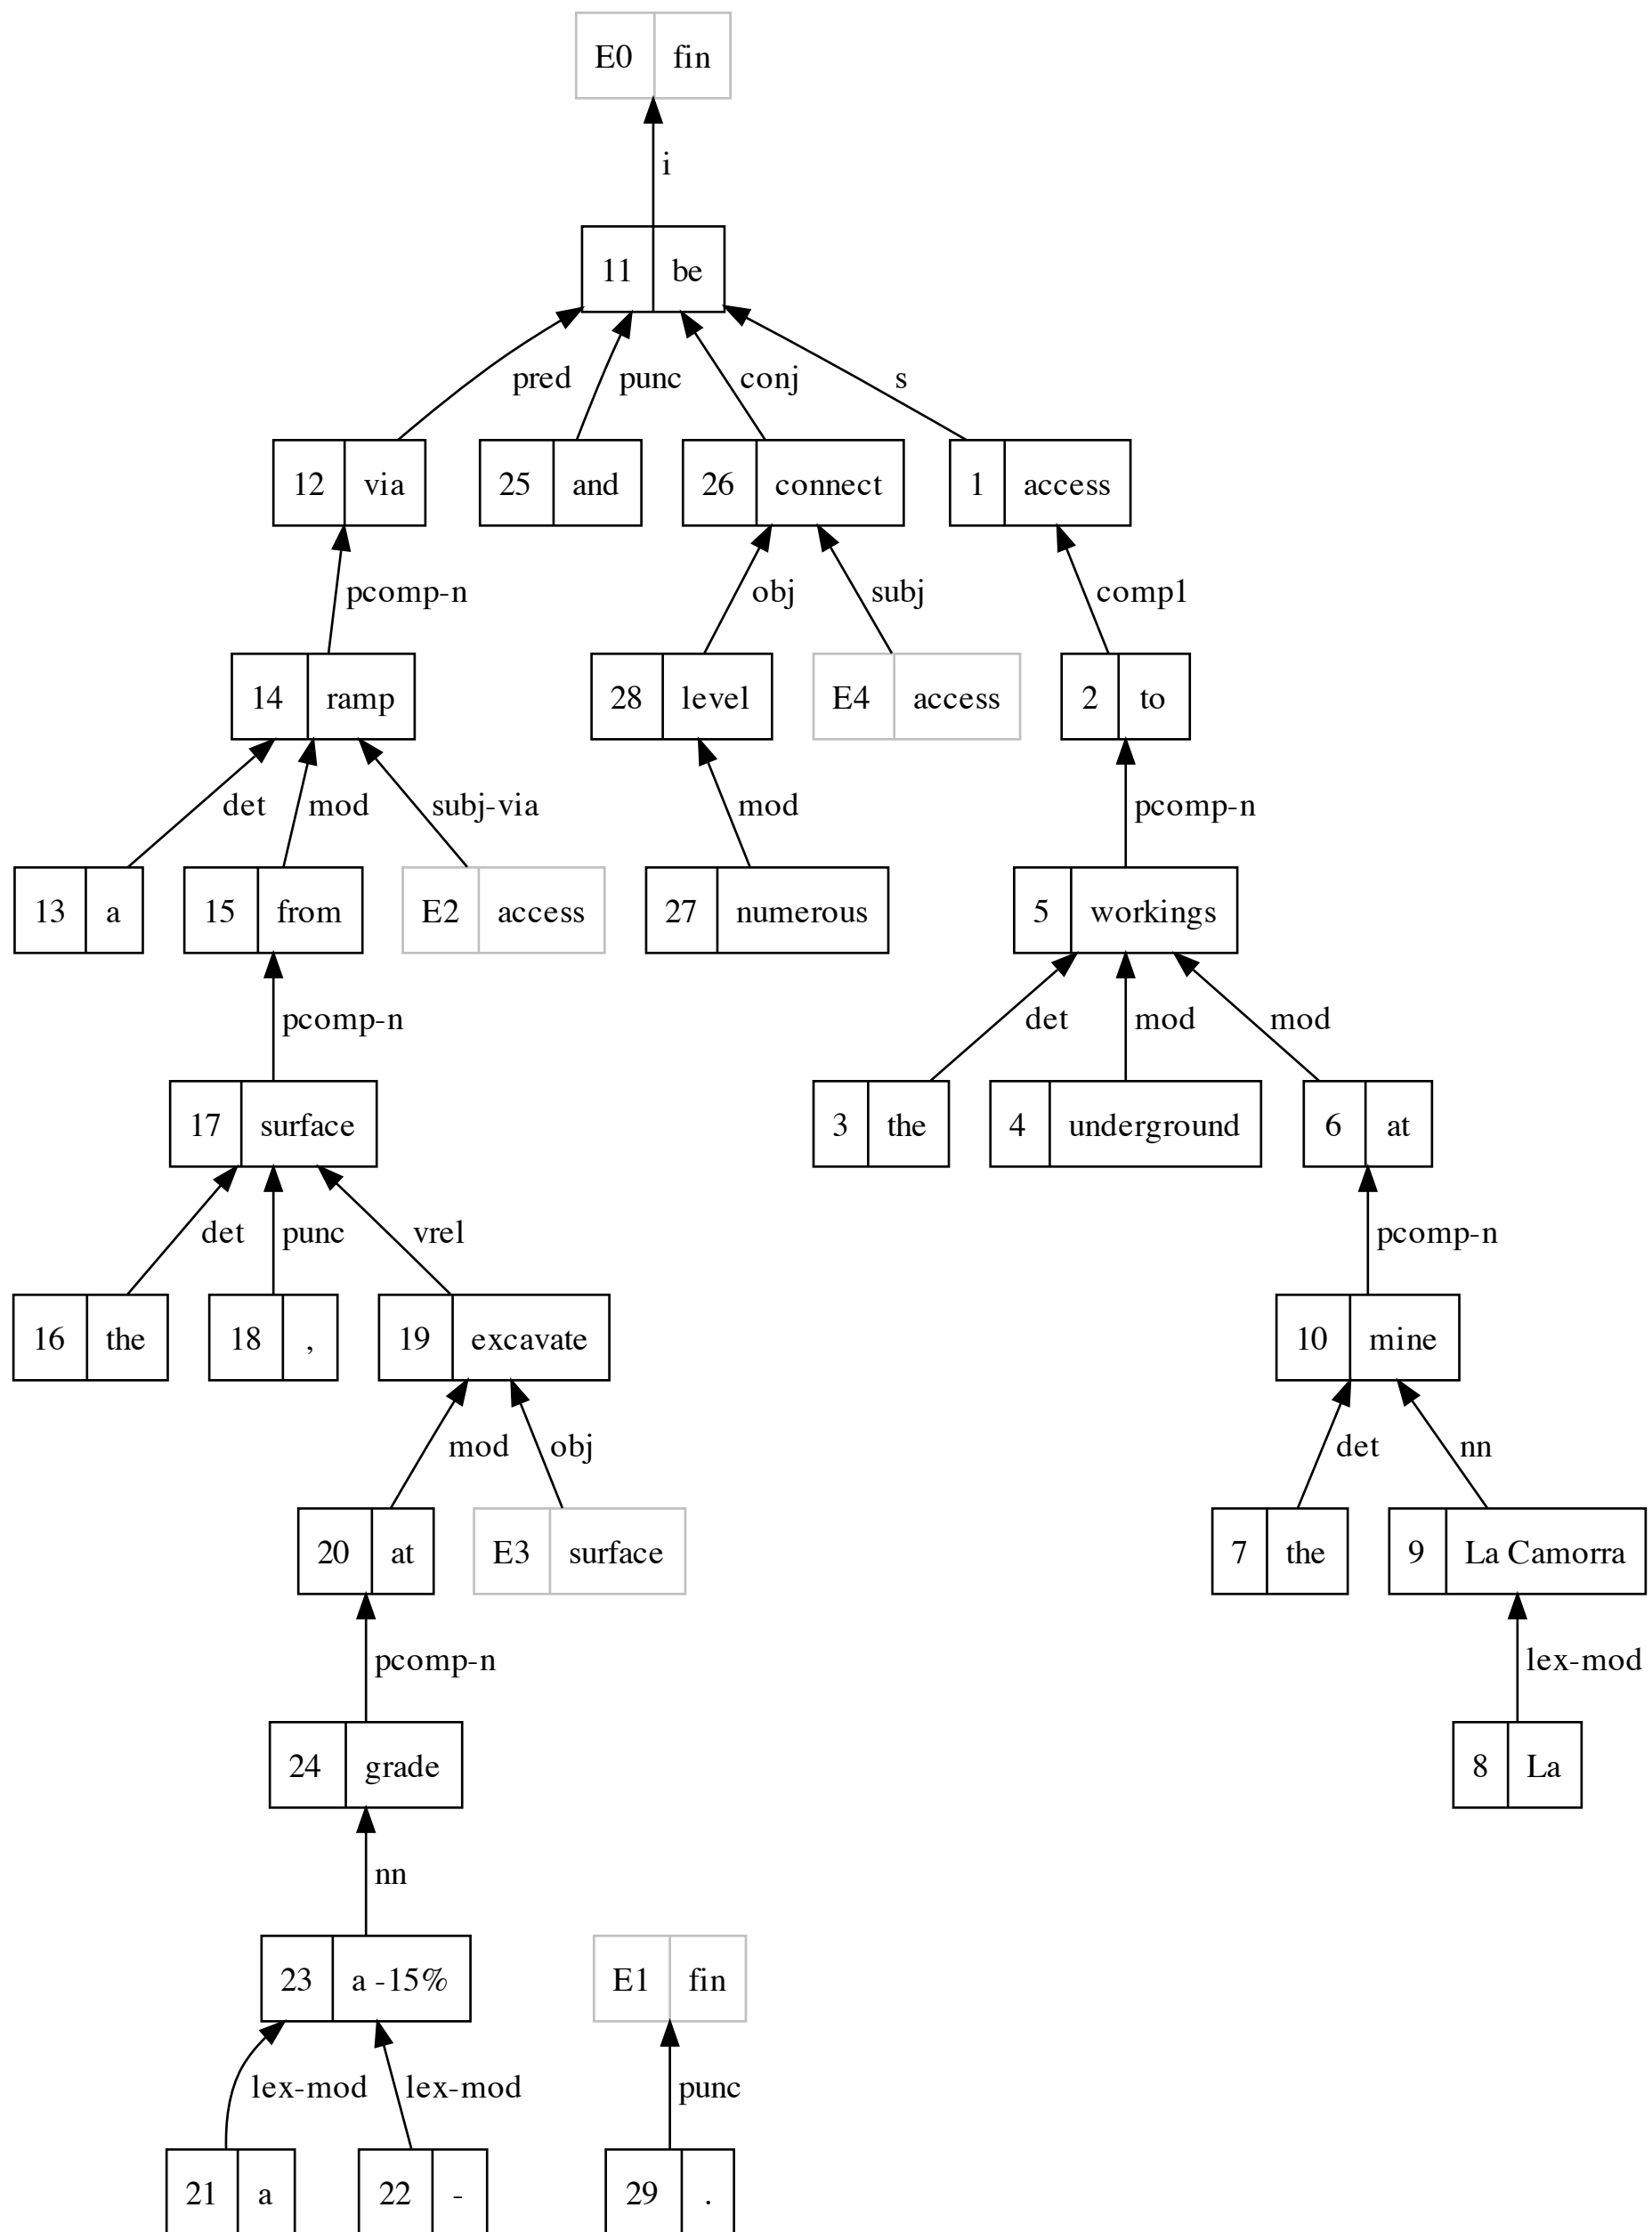 E0 fin
i
11 be
pred punc conj s
12 via 25 and 26 connect 1 access
pcomp-n obj subj comp1
14 ramp 28 level E4 access 2 to
det mod subj-via mod pcomp-n
13 a 15 from E2 access 27 numerous 5 workings
pcomp-n det mod mod
17 surface 3 the 4 underground 6 at
det punc vrel pcomp-n
16 the 18 , 19 excavate 10 mine
mod obj det nn
20 at E3 surface 7 the 9 La Camorra
pcomp-n lex-mod
24 grade 8 La
nn
23 a -15% E1 fin
lex-mod lex-mod punc
21 a 22 - 29 .